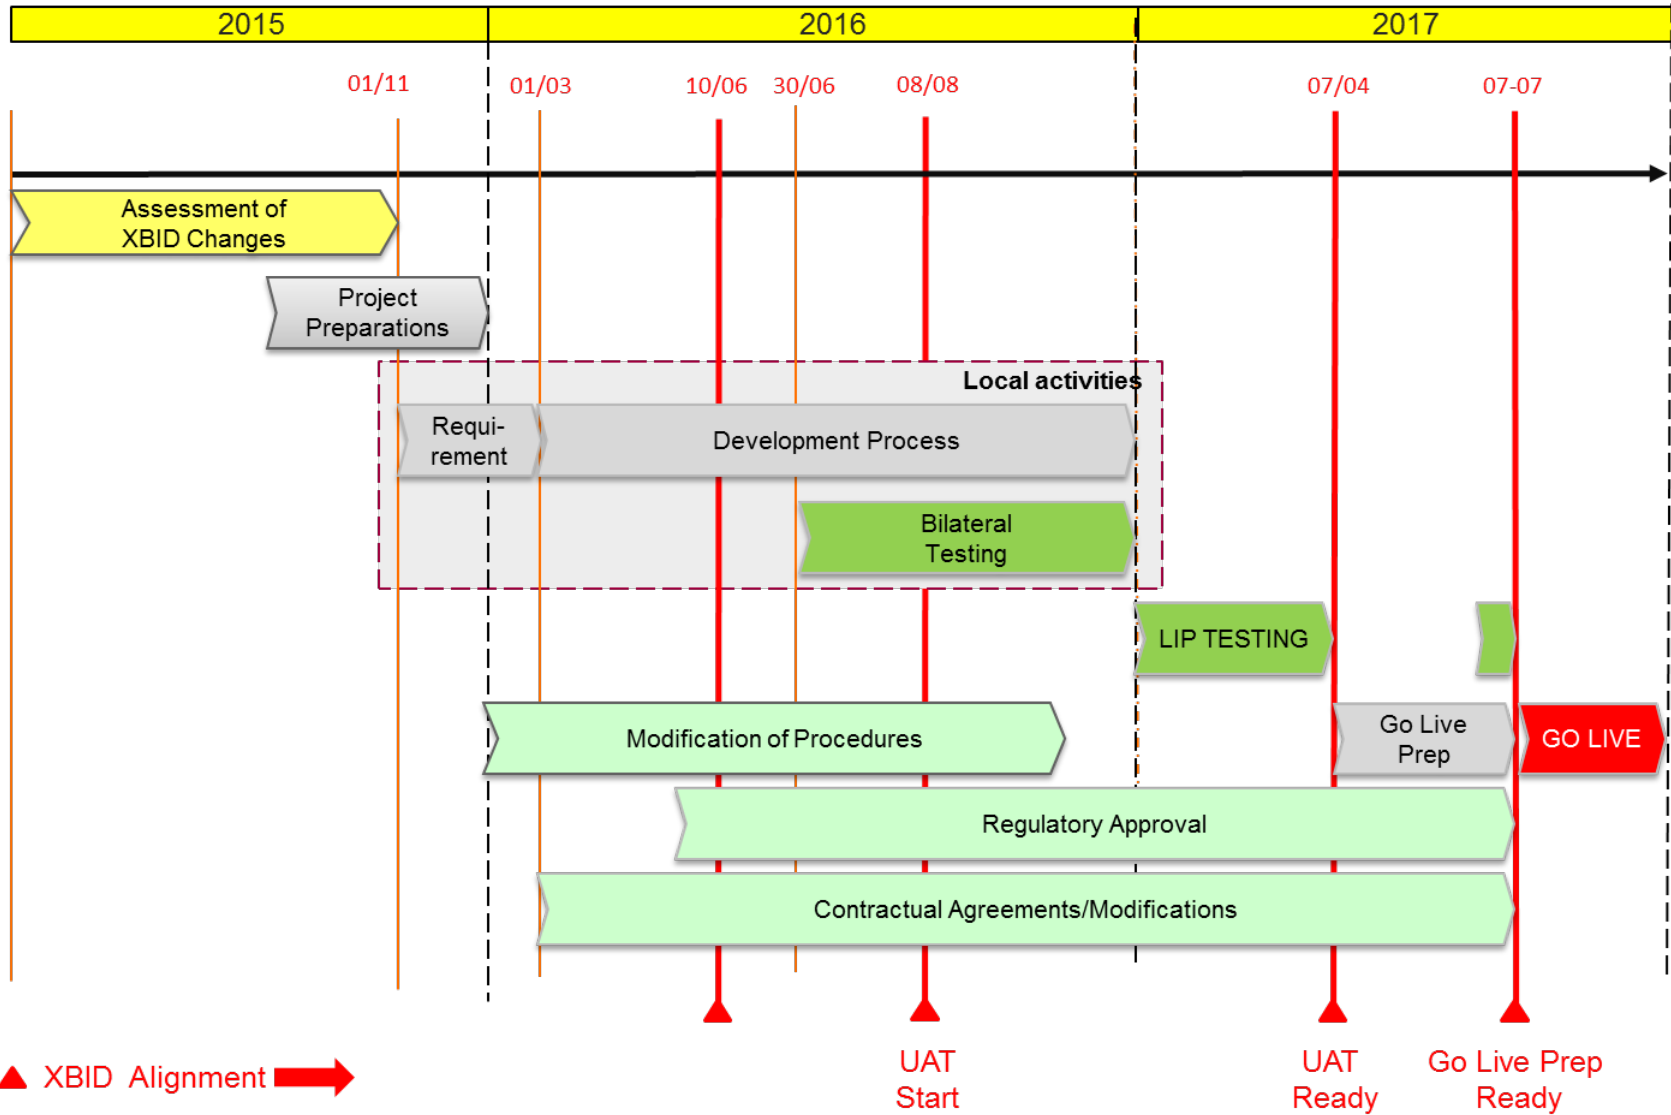 2015 2016 2017
01/11 01/03 10/06 30/06 08/08 07/04 07-07
Assessment of
XBID Changes
Project
Preparations
Local activities
Requi-
rement
Development Process
Bilateral
Testing
LIP TESTING
Modification of Procedures
Go Live
Prep
GO LIVE
Regulatory Approval
Contractual Agreements/Modifications
XBID Alignment
UAT
Start
UAT
Ready
Go Live Prep
Ready